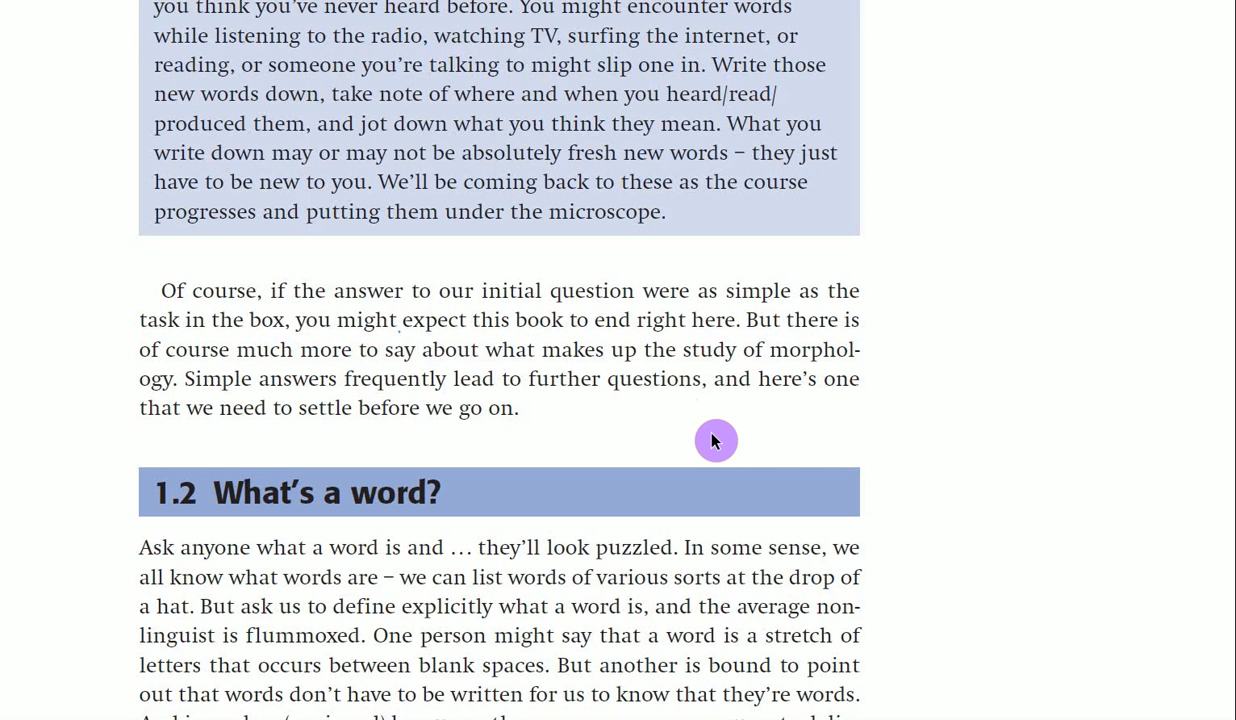 you think you've never heard before. You might encounter words
while listening to the radio, watching TV, surfing the internet, or
reading, or someone you're talking to might slip one in. Write those
new words down, take note of where and when you heard/read/
produced them, and jot down what you think they mean. What you
write down may or may not be absolutely fresh new words – they just
have to be new to you. We'll be coming back to these as the course
progresses and putting them under the microscope.
Of course, if the answer to our initial question were as simple as the
task in the box, you might expect this book to end right here. But there is
of course much more to say about what makes up the study of morphol-
ogy. Simple answers frequently lead to further questions, and here's one
that we need to settle before we go on.
1.2 What's a word?
Ask anyone what a word is and … they'll look puzzled. In some sense, we
all know what words are – we can list words of various sorts at the drop of
a hat. But ask us to define explicitly what a word is, and the average non-
linguist is flummoxed. One person might say that a word is a stretch of
letters that occurs between blank spaces. But another is bound to point
out that words don't have to be written for us to know that they're words.